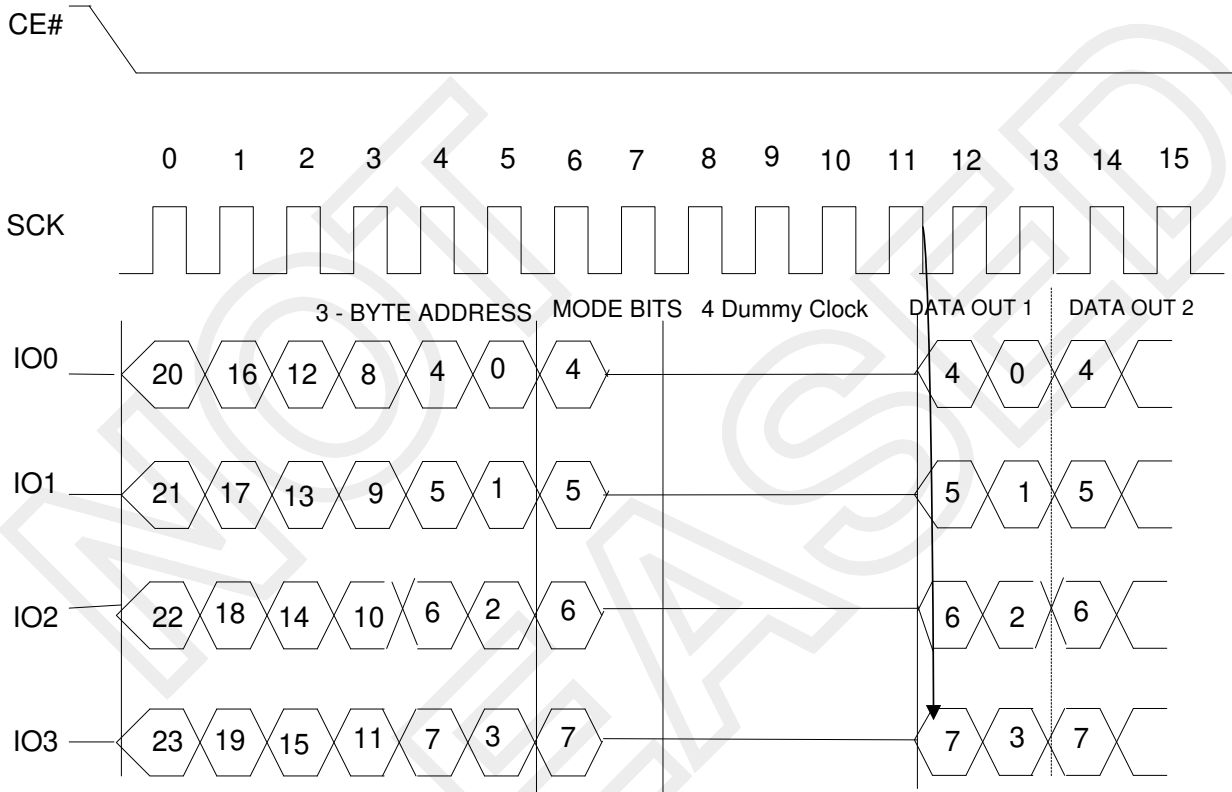 CE#
0 1 2 3 4 5 6 7 8 9 10 11 12 13 14 15
SCK
3 - BYTE ADDRESS MODE BITS 4 Dummy Clock DATA OUT 1 DATA OUT 2
IO0 20 16 12 8 4 0 4 4 0 4
IO1 21 17 13 9 5 1 5 5 1 5
IO2 22 18 14 10 6 2 6 6 2 6
IO3 23 19 15 11 7 3 7 7 3 7
NOT
EASED